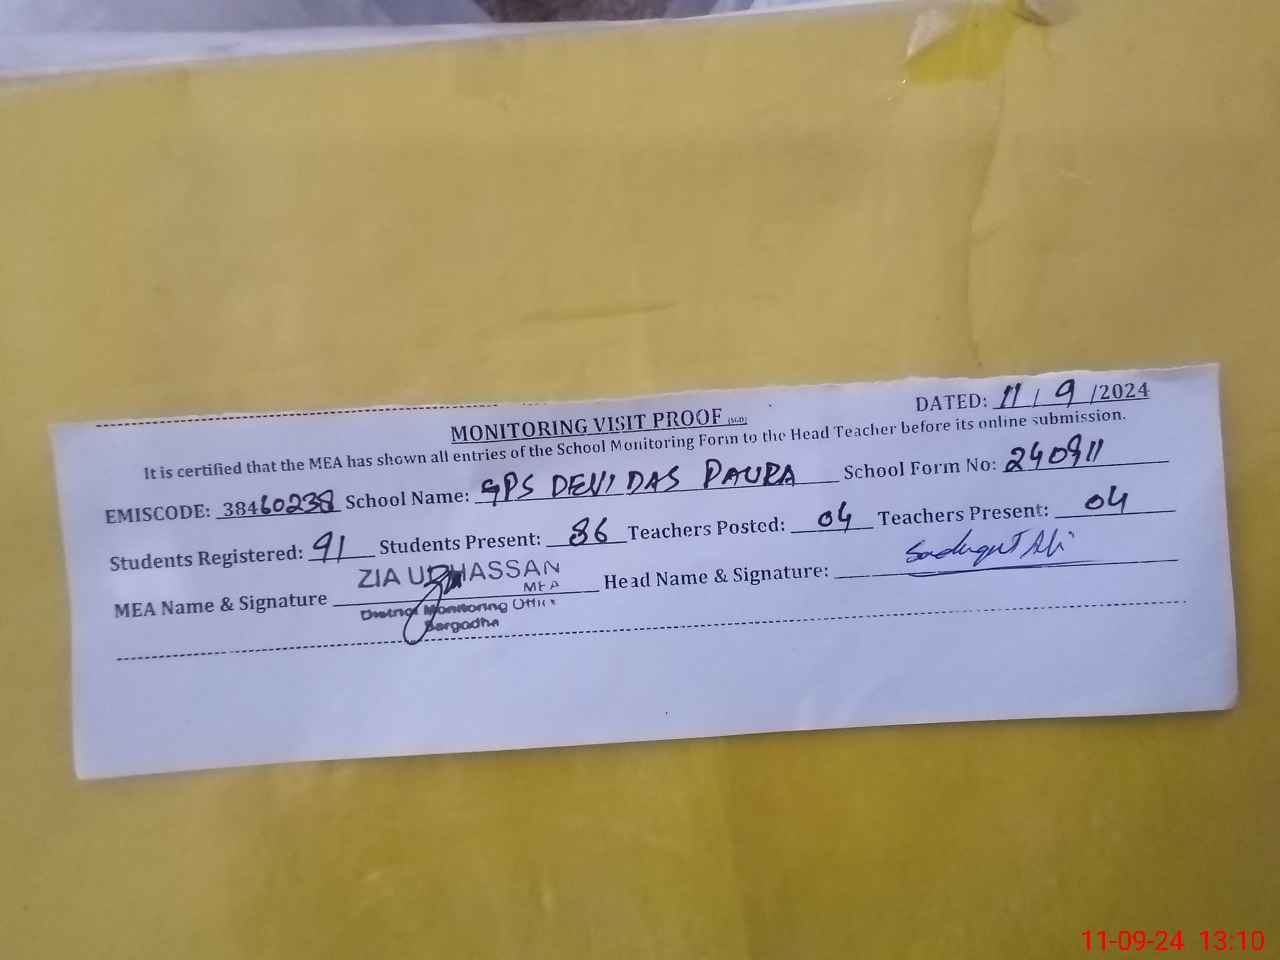 DATED: 11 / 9 /2024
MONITORING VISIT PROOF (SGD)
It is certified that the MEA has shown all entries of the School Monitoring Form to the Head Teacher before its online submission.
EMISCODE: 38460238 School Name: GPS DEVI DAS PAURA School Form No: 240911
Students Registered: 91 Students Present: 86 Teachers Posted: 04 Teachers Present: 04
MEA Name & Signature ZIA UL HASSAN Head Name & Signature: Sadaqat Ali
MEA
District Monitoring Office
Sargodha
11-09-24 13:10